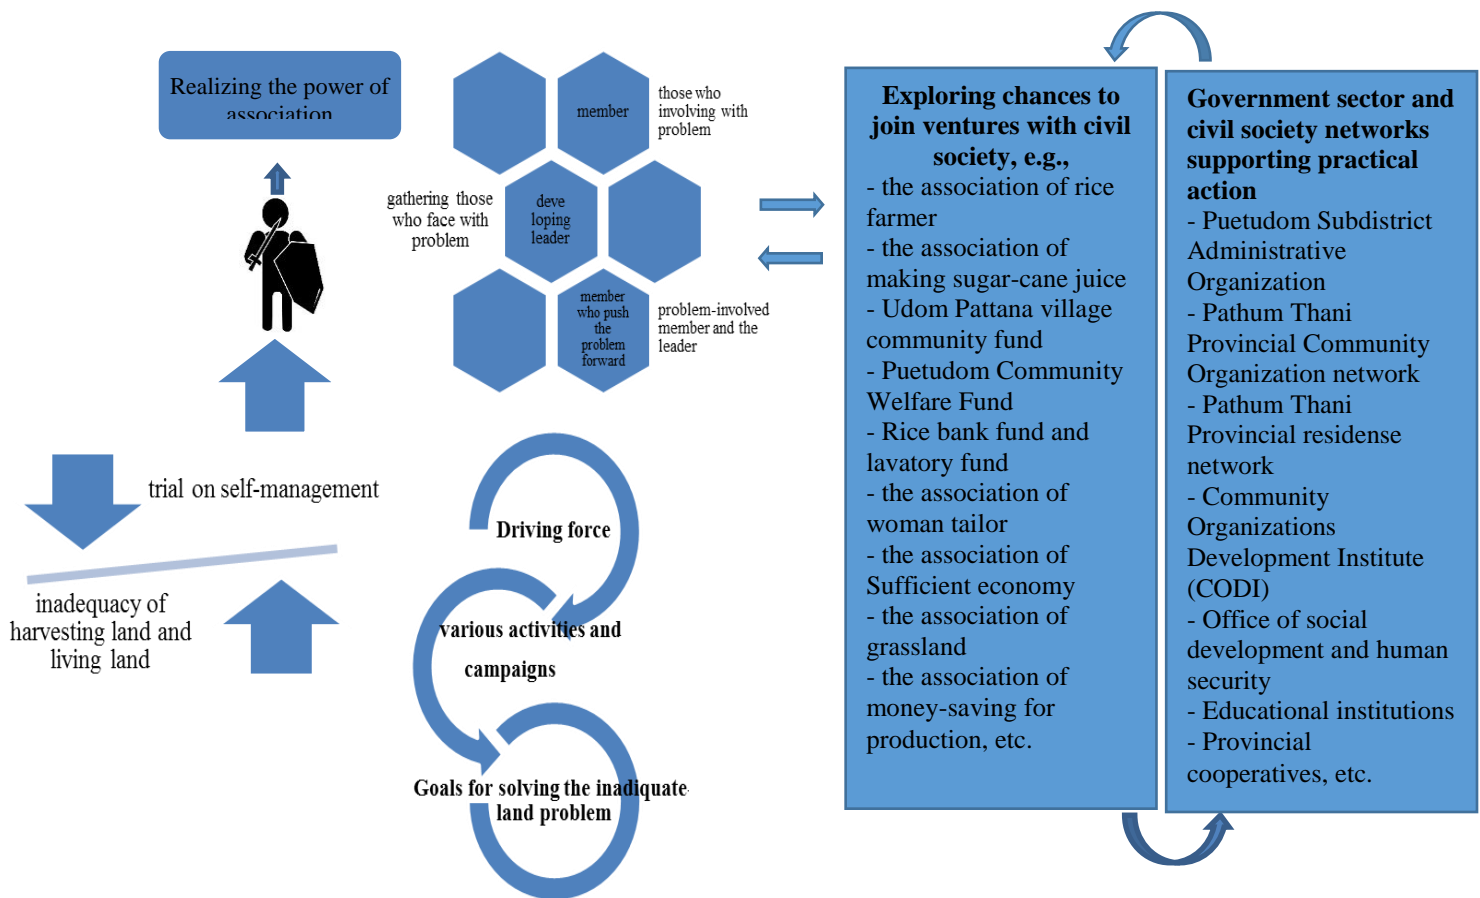 Realizing the power of
association
trial on self-management
inadequacy of
harvesting land and
living land
member
those who
involving with
problem
gathering those
who face with
problem
deve
loping
leader
member
who push
the
problem
forward
problem-involved
member and the
leader
Driving force
various activities and
campaigns
Goals for solving the inadiquate
land problem
Exploring chances to
join ventures with civil
society, e.g.,
- the association of rice
farmer
- the association of
making sugar-cane juice
- Udom Pattana village
community fund
- Puetudom Community
Welfare Fund
- Rice bank fund and
lavatory fund
- the association of
woman tailor
- the association of
Sufficient economy
- the association of
grassland
- the association of
money-saving for
production, etc.
Government sector and
civil society networks
supporting practical
action
- Puetudom Subdistrict
Administrative
Organization
- Pathum Thani
Provincial Community
Organization network
- Pathum Thani
Provincial residense
network
- Community
Organizations
Development Institute
(CODI)
- Office of social
development and human
security
- Educational institutions
- Provincial
cooperatives, etc.